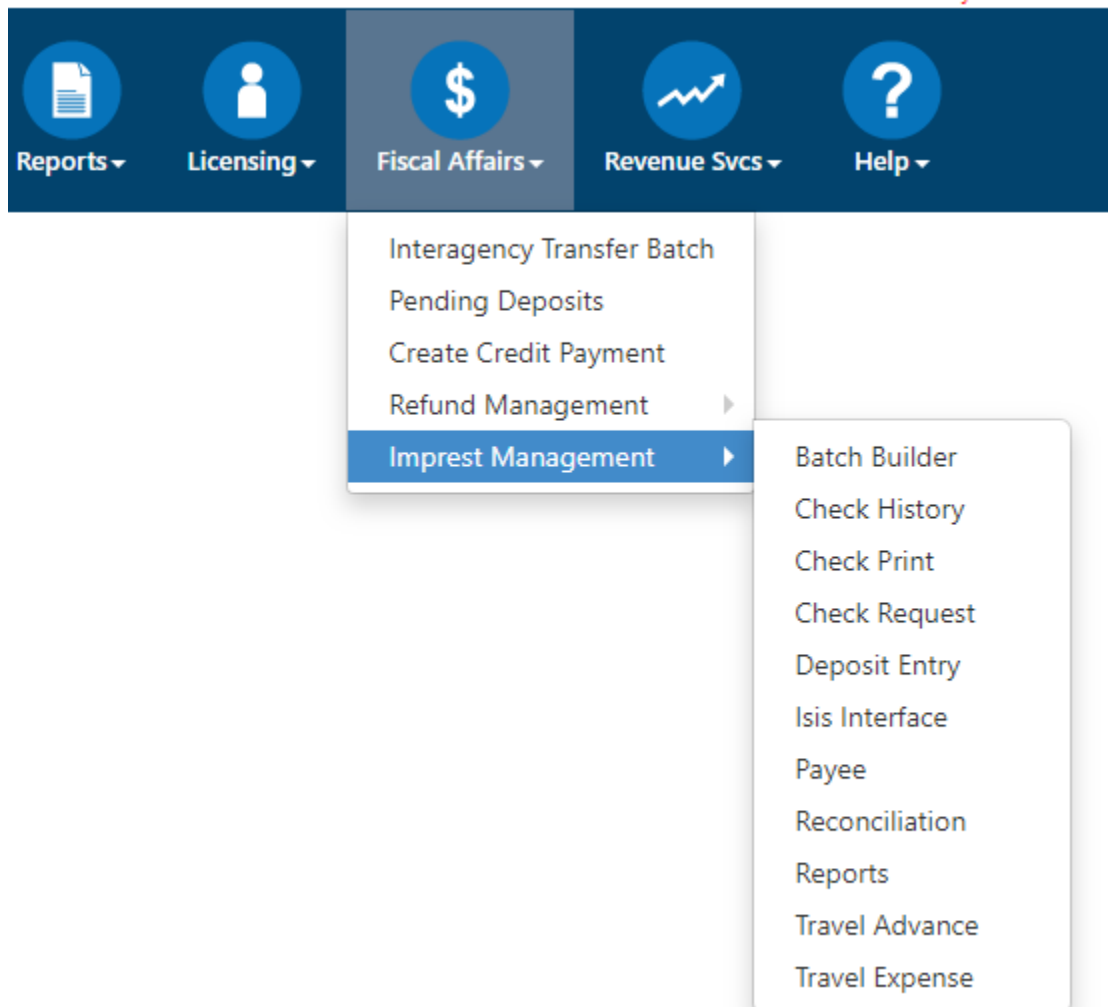 Reports
Licensing
$
Fiscal Affairs
Revenue Svcs
?
Help
Interagency Transfer Batch
Pending Deposits
Create Credit Payment
Refund Management
Imprest Management
Batch Builder
Check History
Check Print
Check Request
Deposit Entry
Isis Interface
Payee
Reconciliation
Reports
Travel Advance
Travel Expense